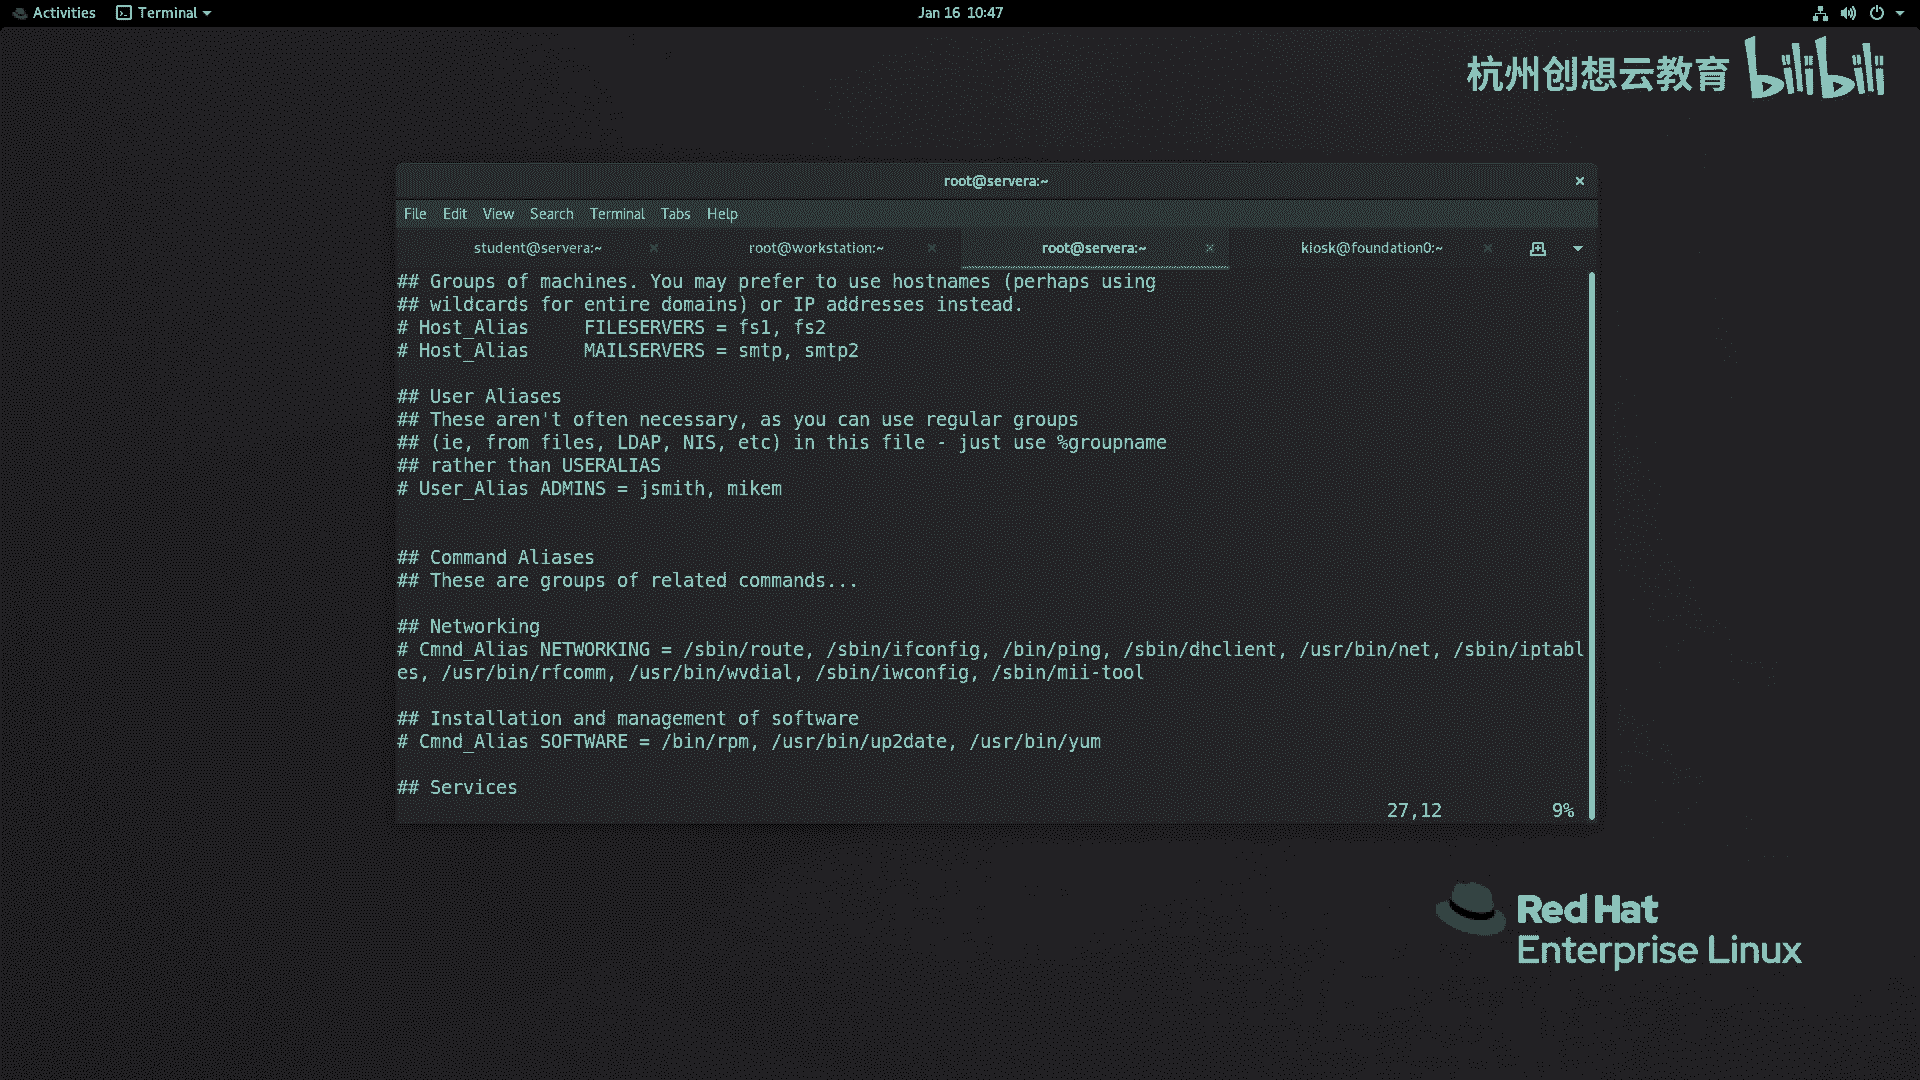 Activities Terminal Jan 16 10:47
杭州创想云教育 bilibili
root@servera:~
File Edit View Search Terminal Tabs Help
student@servera:~ root@workstation:~ root@servera:~ kiosk@foundation0:~
## Groups of machines. You may prefer to use hostnames (perhaps using
## wildcards for entire domains) or IP addresses instead.
# Host_Alias     FILESERVERS = fs1, fs2
# Host_Alias     MAILSERVERS = smtp, smtp2
## User Aliases
## These aren't often necessary, as you can use regular groups
## (ie, from files, LDAP, NIS, etc) in this file - just use %groupname
## rather than USERALIAS
# User_Alias ADMINS = jsmith, mikem
## Command Aliases
## These are groups of related commands...
## Networking
# Cmnd_Alias NETWORKING = /sbin/route, /sbin/ifconfig, /bin/ping, /sbin/dhclient, /usr/bin/net, /sbin/iptabl
es, /usr/bin/rfcomm, /usr/bin/wvdial, /sbin/iwconfig, /sbin/mii-tool
## Installation and management of software
# Cmnd_Alias SOFTWARE = /bin/rpm, /usr/bin/up2date, /usr/bin/yum
## Services
27,12 9%
Red Hat
Enterprise Linux